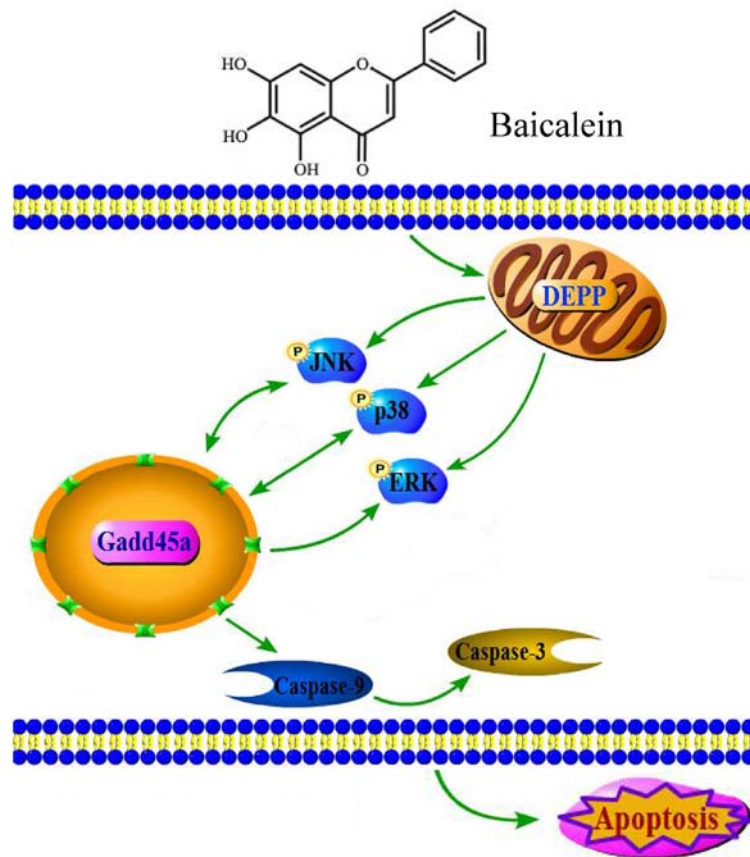 O
HO
HO
OH
O
Baicalein
DEPP
P
JNK
P
p38
P
ERK
Gadd45a
Caspase-3
Caspase-9
Apoptosis